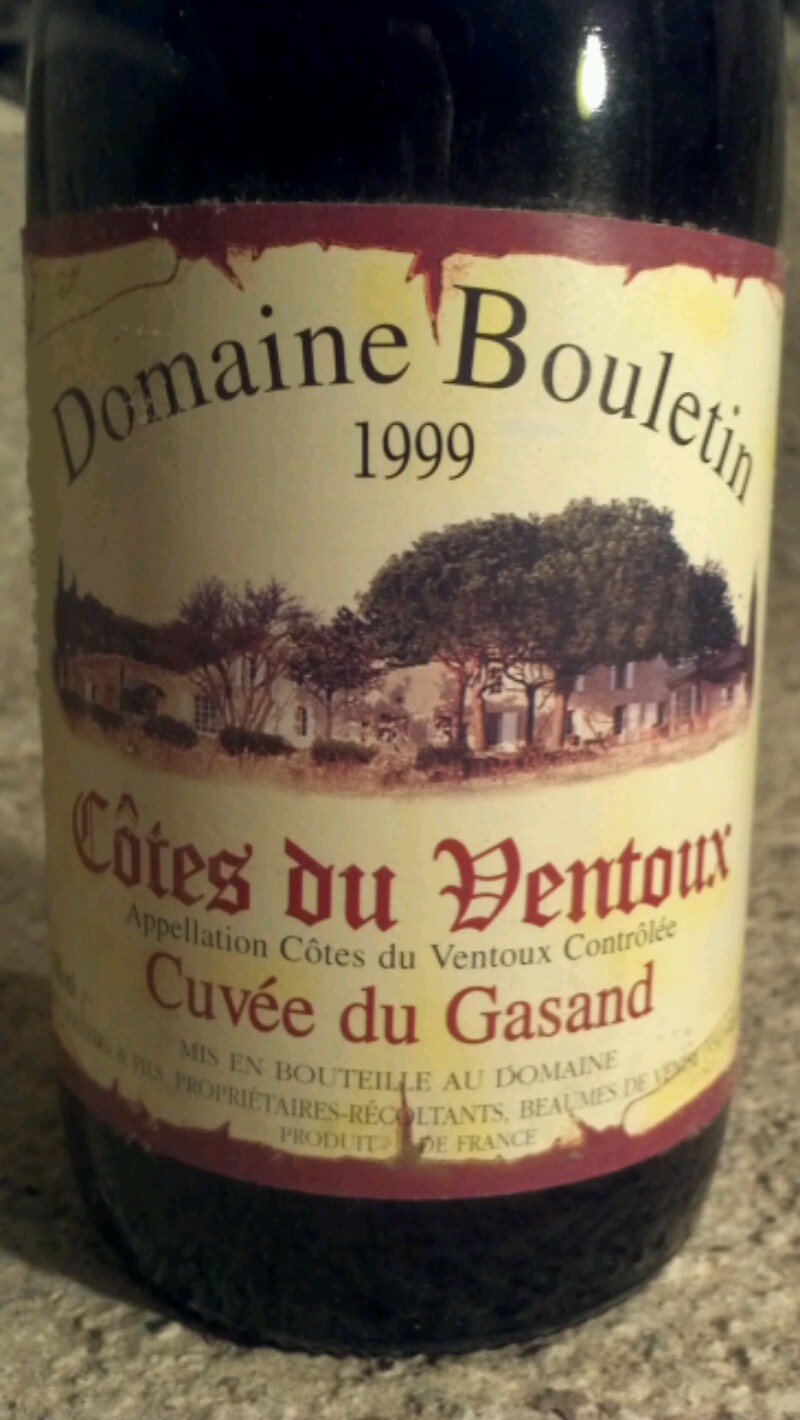 Domaine Bouletin
1999
Côtes du Ventoux
Appellation Côtes du Ventoux Contrôlée
Cuvée du Gasand
MIS EN BOUTEILLE AU DOMAINE
& FILS, PROPRIÉTAIRES-RÉCOLTANTS, BEAUMES DE VENISE
PRODUIT DE FRANCE